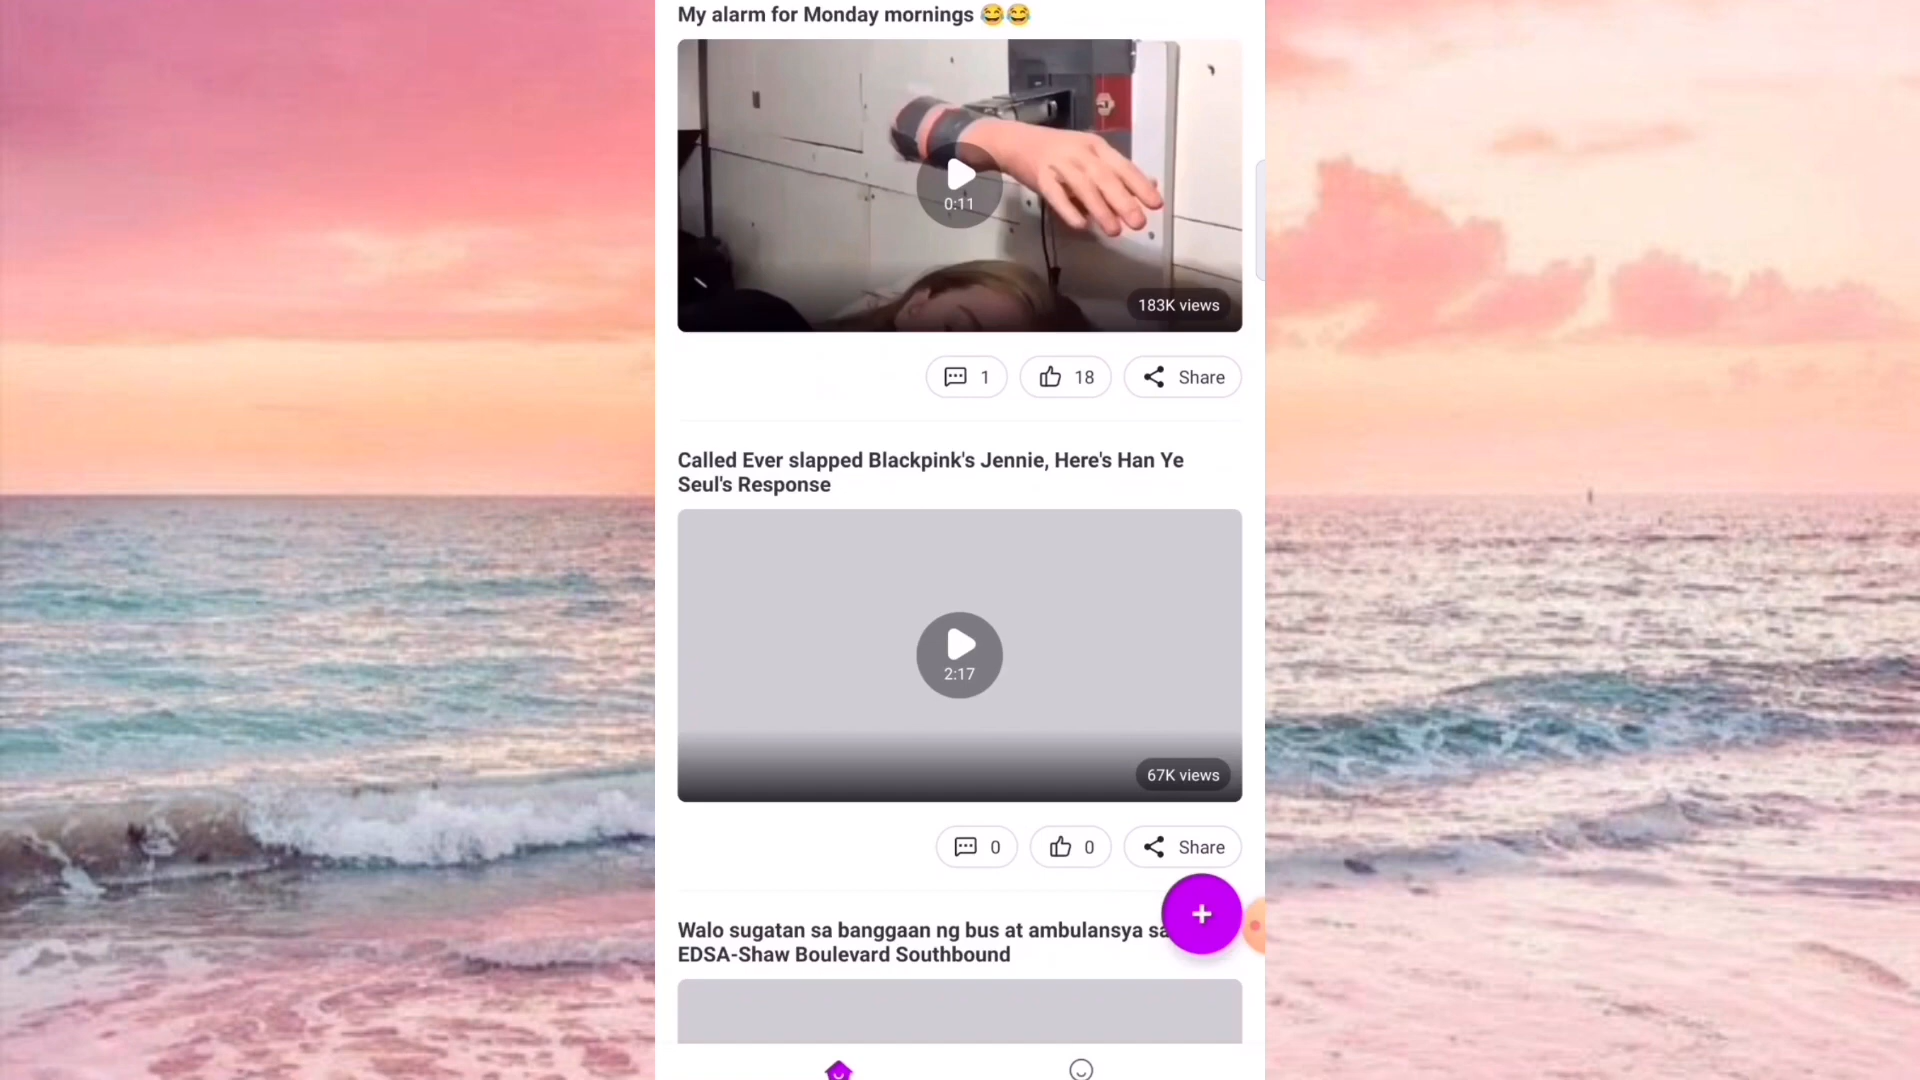 My alarm for Monday mornings 😂😂
0:11
183K views
1
18
Share
Called Ever slapped Blackpink's Jennie, Here's Han Ye
Seul's Response
2:17
67K views
0
0
Share
Walo sugatan sa banggaan ng bus at ambulansya sa
EDSA-Shaw Boulevard Southbound